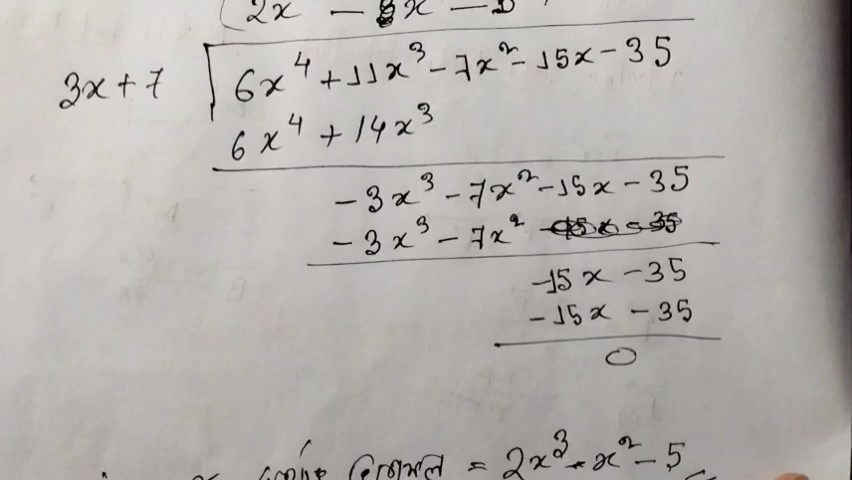 3x+7 6x⁴+11x³-7x²-15x-35
6x⁴+14x³
-3x³-7x²-15x-35
-3x³-7x²
-15x-35
-15x-35
0
= 2x³-x²-5